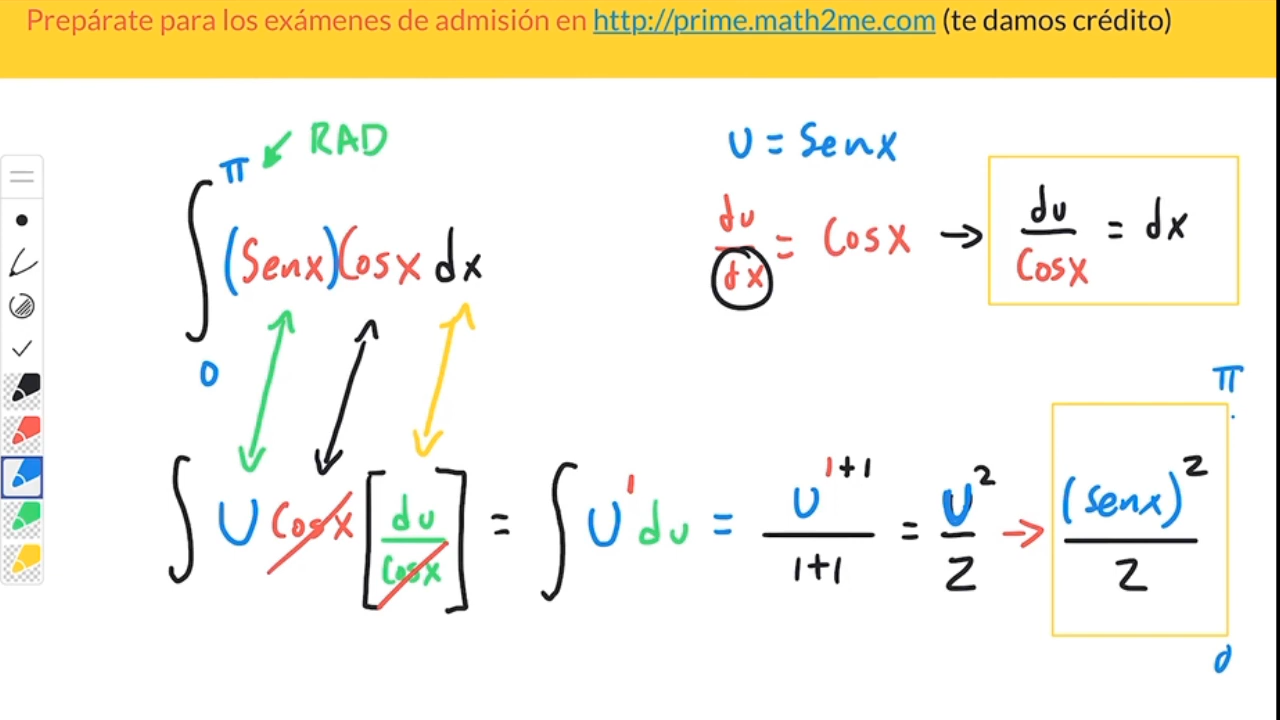 Prepárate para los exámenes de admisión en http://prime.math2me.com (te damos crédito)
π RAD
∫ (Senx)Cosx dx
0
U = Senx
du/dx = Cosx → du/Cosx = dx
∫ U Cosx [du/Cosx] = ∫ U¹ du = U¹⁺¹/1+1 = U²/2 → (senx)²/2
π
0